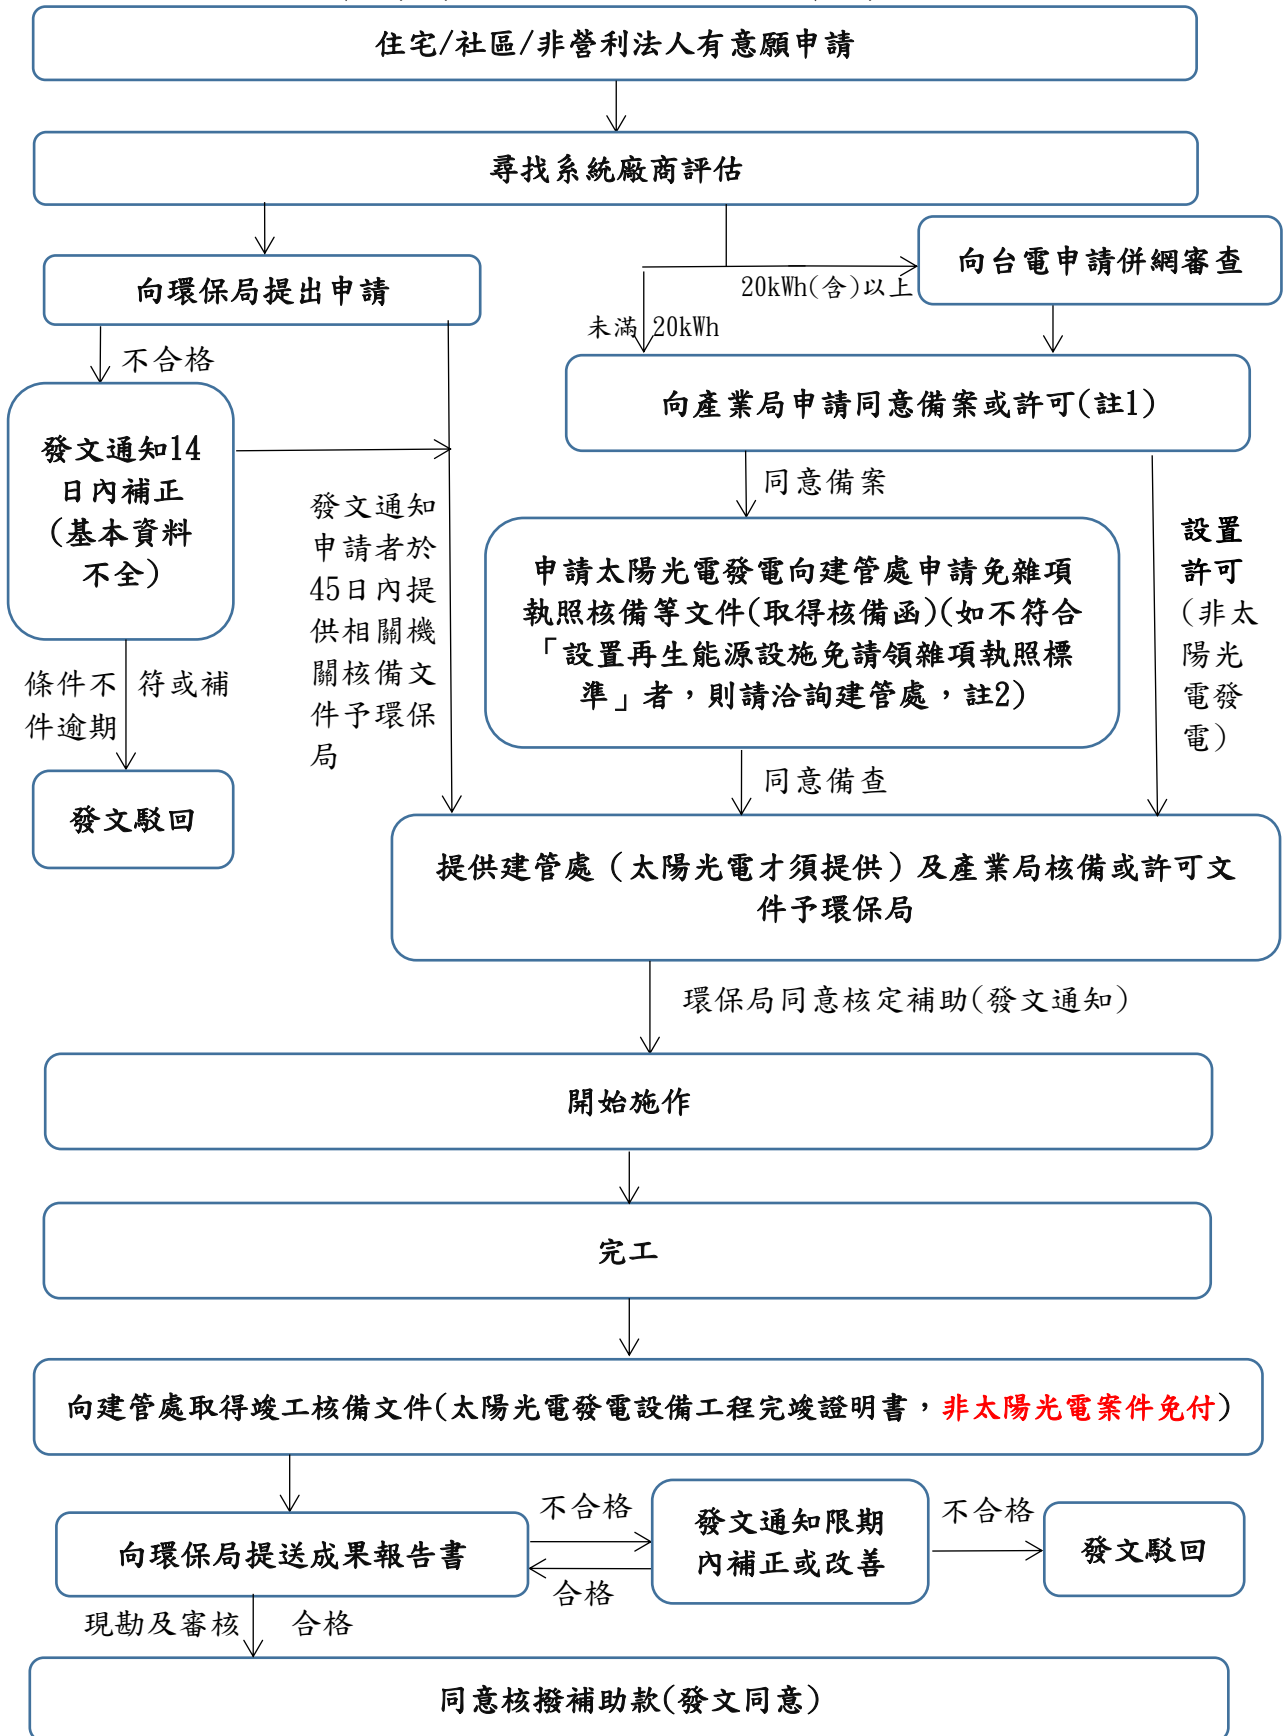 住宅/社區/非營利法人有意願申請
尋找系統廠商評估
向環保局提出申請
向台電申請併網審查
20kWh(含)以上
未滿 20kWh
不合格
向產業局申請同意備案或許可(註1)
發文通知14
日內補正
(基本資料
不全)
同意備案
發文通知
申請者於
45日內提
供相關機
關核備文
件予環保
局
設置
許可
(非太
陽光
電發
電)
申請太陽光電發電向建管處申請免雜項
執照核備等文件(取得核備函)(如不符合
「設置再生能源設施免請領雜項執照標
準」者，則請洽詢建管處，註2)
條件不 符或補
件逾期
發文駁回
同意備查
提供建管處（太陽光電才須提供）及產業局核備或許可文
件予環保局
環保局同意核定補助(發文通知)
開始施作
完工
向建管處取得竣工核備文件(太陽光電發電設備工程完竣證明書，非太陽光電案件免付)
向環保局提送成果報告書
不合格
合格
發文通知限期
內補正或改善
不合格
發文駁回
現勘及審核 合格
同意核撥補助款(發文同意)